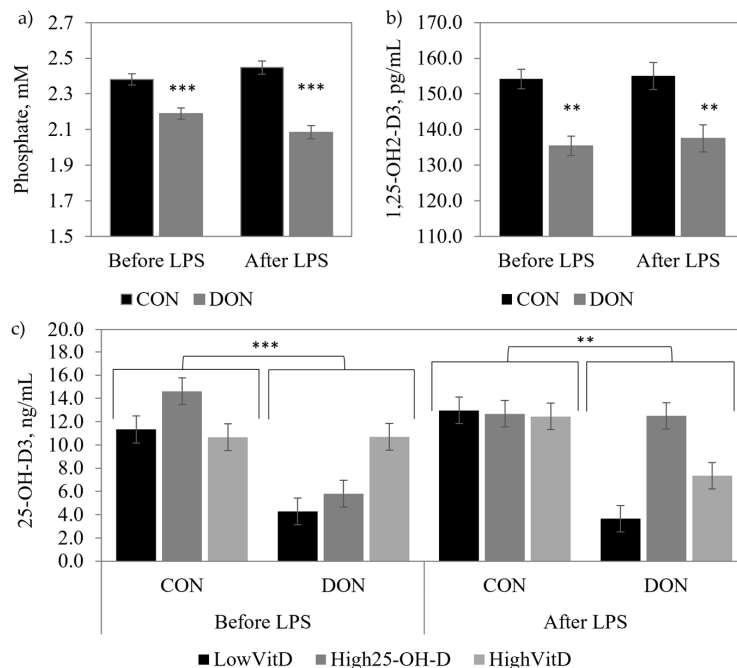 a)
Phosphate, mM
2.7
2.5
2.3
2.1
1.9
1.7
1.5
*** ***
Before LPS After LPS
CON DON
b)
1,25-OH2-D3, pg/mL
170.0
160.0
150.0
140.0
130.0
120.0
110.0
** **
Before LPS After LPS
CON DON
c)
25-OH-D3, ng/mL
20.0
18.0
16.0
14.0
12.0
10.0
8.0
6.0
4.0
2.0
0.0
*** **
CON DON CON DON
Before LPS After LPS
LowVitD High25-OH-D HighVitD